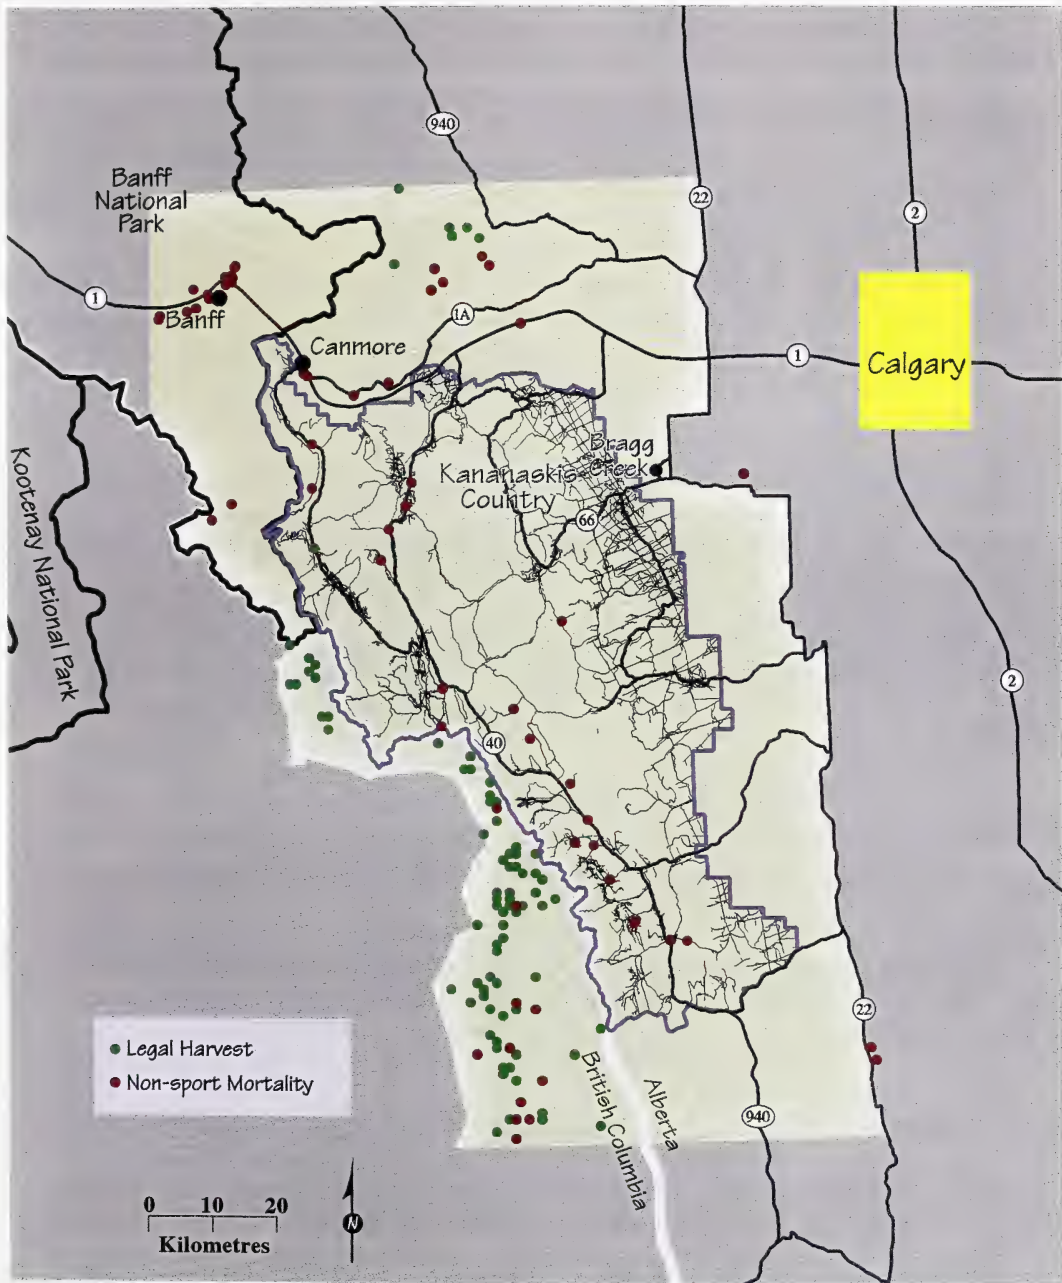 940
Banff
National
Park
22
2
1
Banff
1A
Canmore
1
Calgary
Bragg
Creek
Kananaskis
Country
66
Kootenay National Park
2
40
22
Legal Harvest
Non-sport Mortality
British Columbia
Alberta
940
0 10 20
Kilometres
N